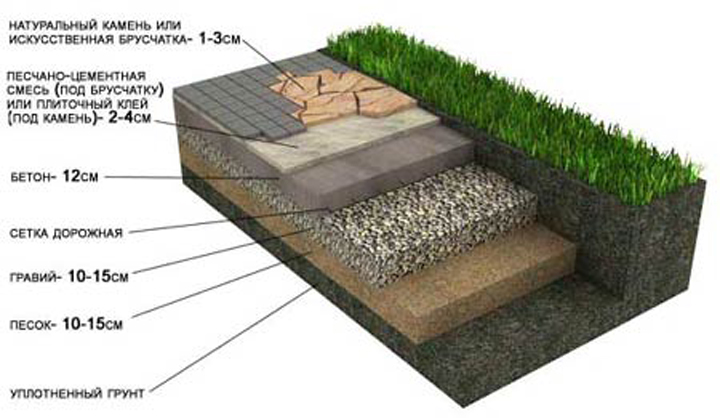 НАТУРАЛЬНЫЙ КАМЕНЬ ИЛИ
ИСКУССТВЕННАЯ БРУСЧАТКА- 1-3СМ
ПЕСЧАНО-ЦЕМЕНТНАЯ
СМЕСЬ (ПОД БРУСЧАТКУ)
ИЛИ ПЛИТОЧНЫЙ КЛЕЙ
(ПОД КАМЕНЬ)- 2-4СМ
БЕТОН- 12СМ
СЕТКА ДОРОЖНАЯ
ГРАВИЙ- 10-15СМ
ПЕСОК- 10-15СМ
УПЛОТНЕННЫЙ ГРУНТ